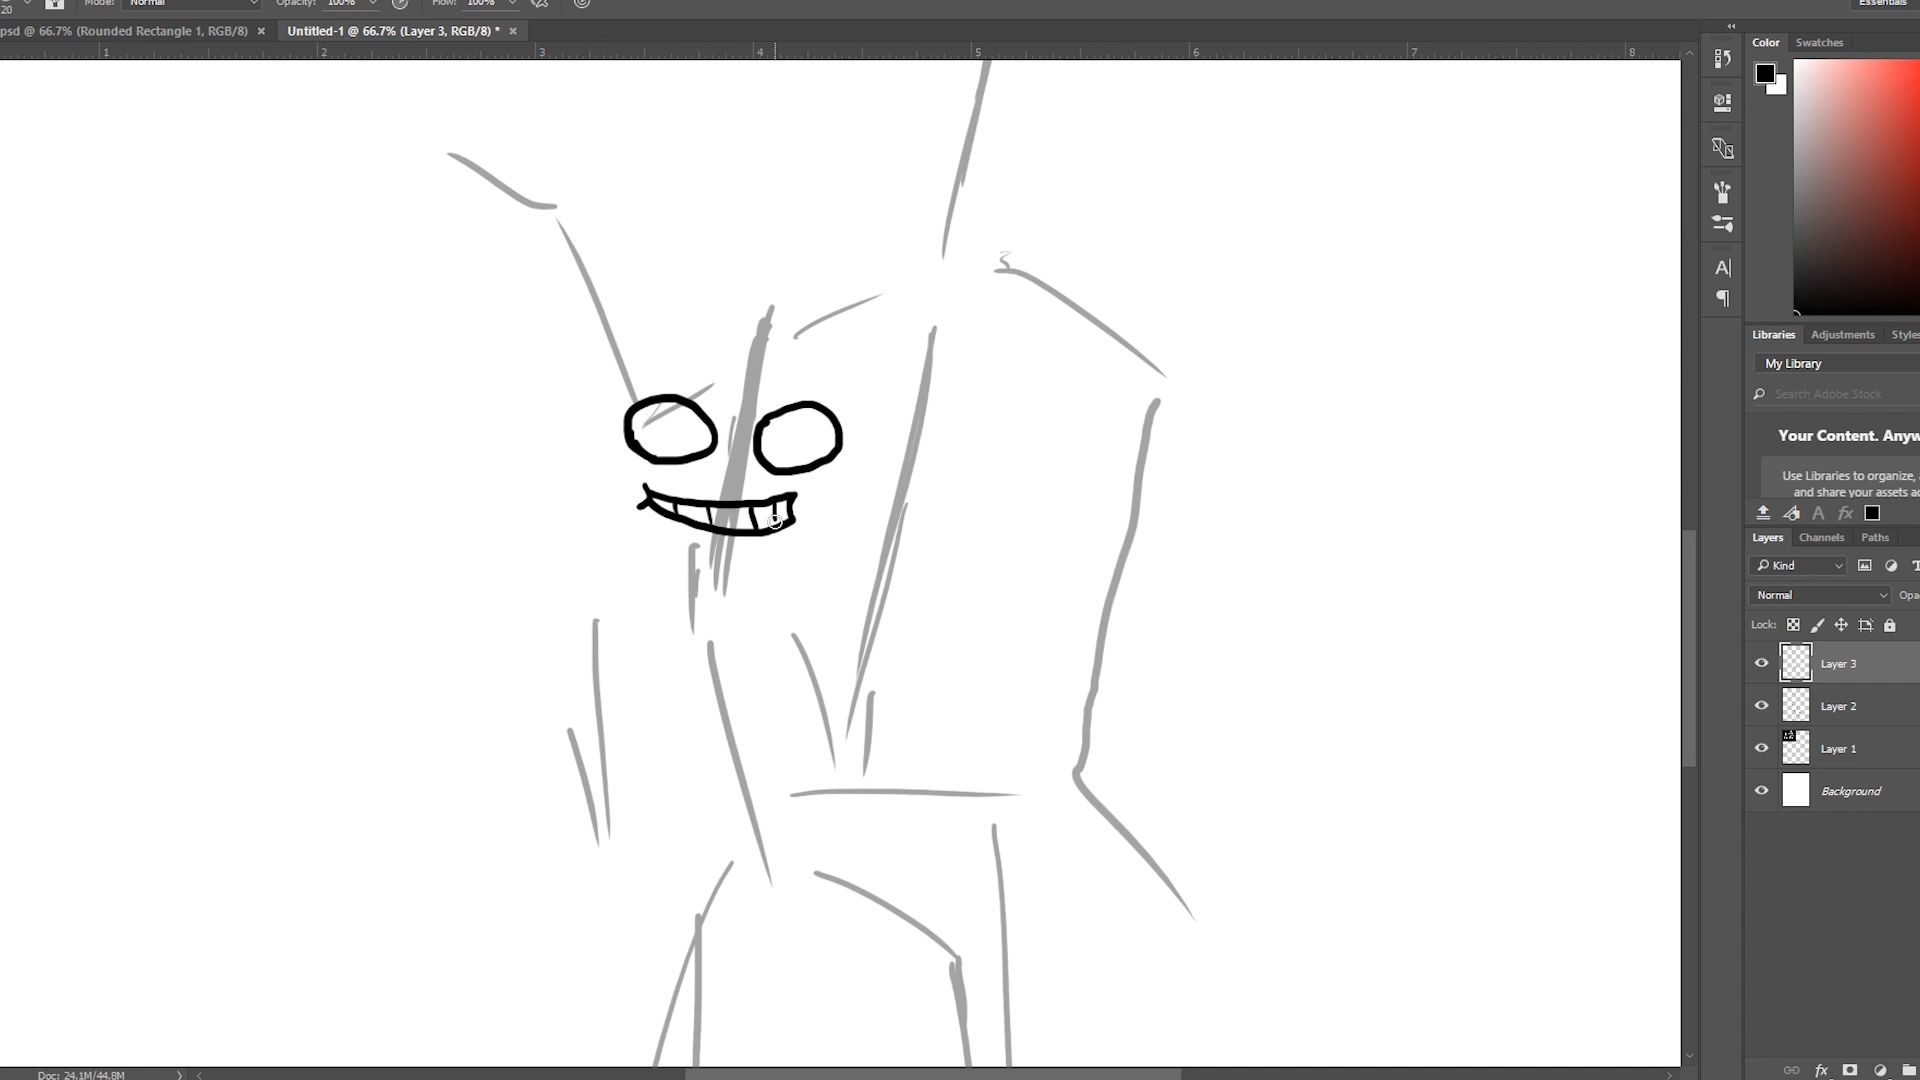 20 Mode: Normal Opacity: 100% Flow: 100% Essentials
psd @ 66.7% (Rounded Rectangle 1, RGB/8) × Untitled-1 @ 66.7% (Layer 3, RGB/8) * ×
1 2 3 4 5 6 7 8
Color Swatches
Libraries Adjustments Styles
My Library
Search Adobe Stock
Your Content. Anyw
Use Libraries to organize, a
and share your assets ac
Layers Channels Paths
Kind
Normal Opac
Lock:
Layer 3
Layer 2
Layer 1
Background
fx
Doc: 24.1M/44.8M